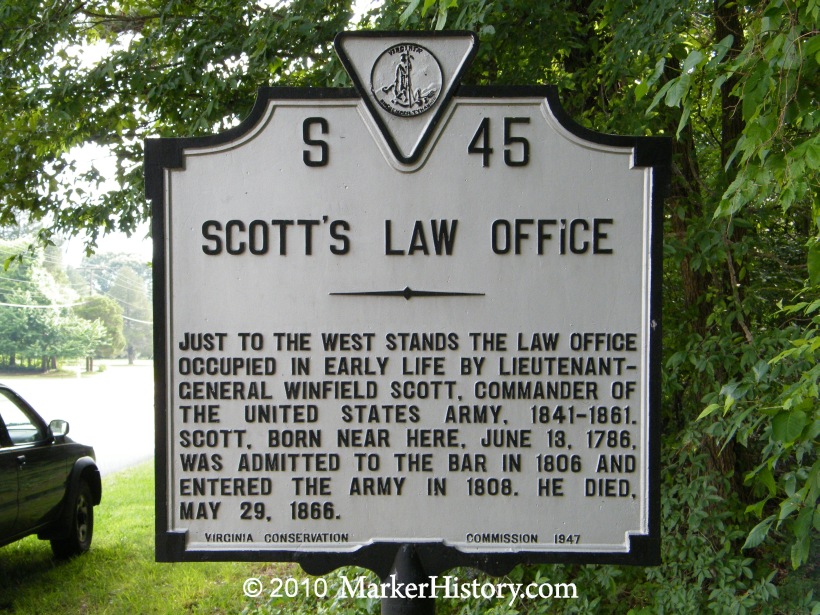 VIRGINIA
S 45
SCOTT'S LAW OFFICE
JUST TO THE WEST STANDS THE LAW OFFICE
OCCUPIED IN EARLY LIFE BY LIEUTENANT-
GENERAL WINFIELD SCOTT, COMMANDER OF
THE UNITED STATES ARMY, 1841-1861.
SCOTT, BORN NEAR HERE, JUNE 13, 1786,
WAS ADMITTED TO THE BAR IN 1806 AND
ENTERED THE ARMY IN 1808. HE DIED,
MAY 29, 1866.
VIRGINIA CONSERVATION COMMISSION 1947
© 2010 MarkerHistory.com